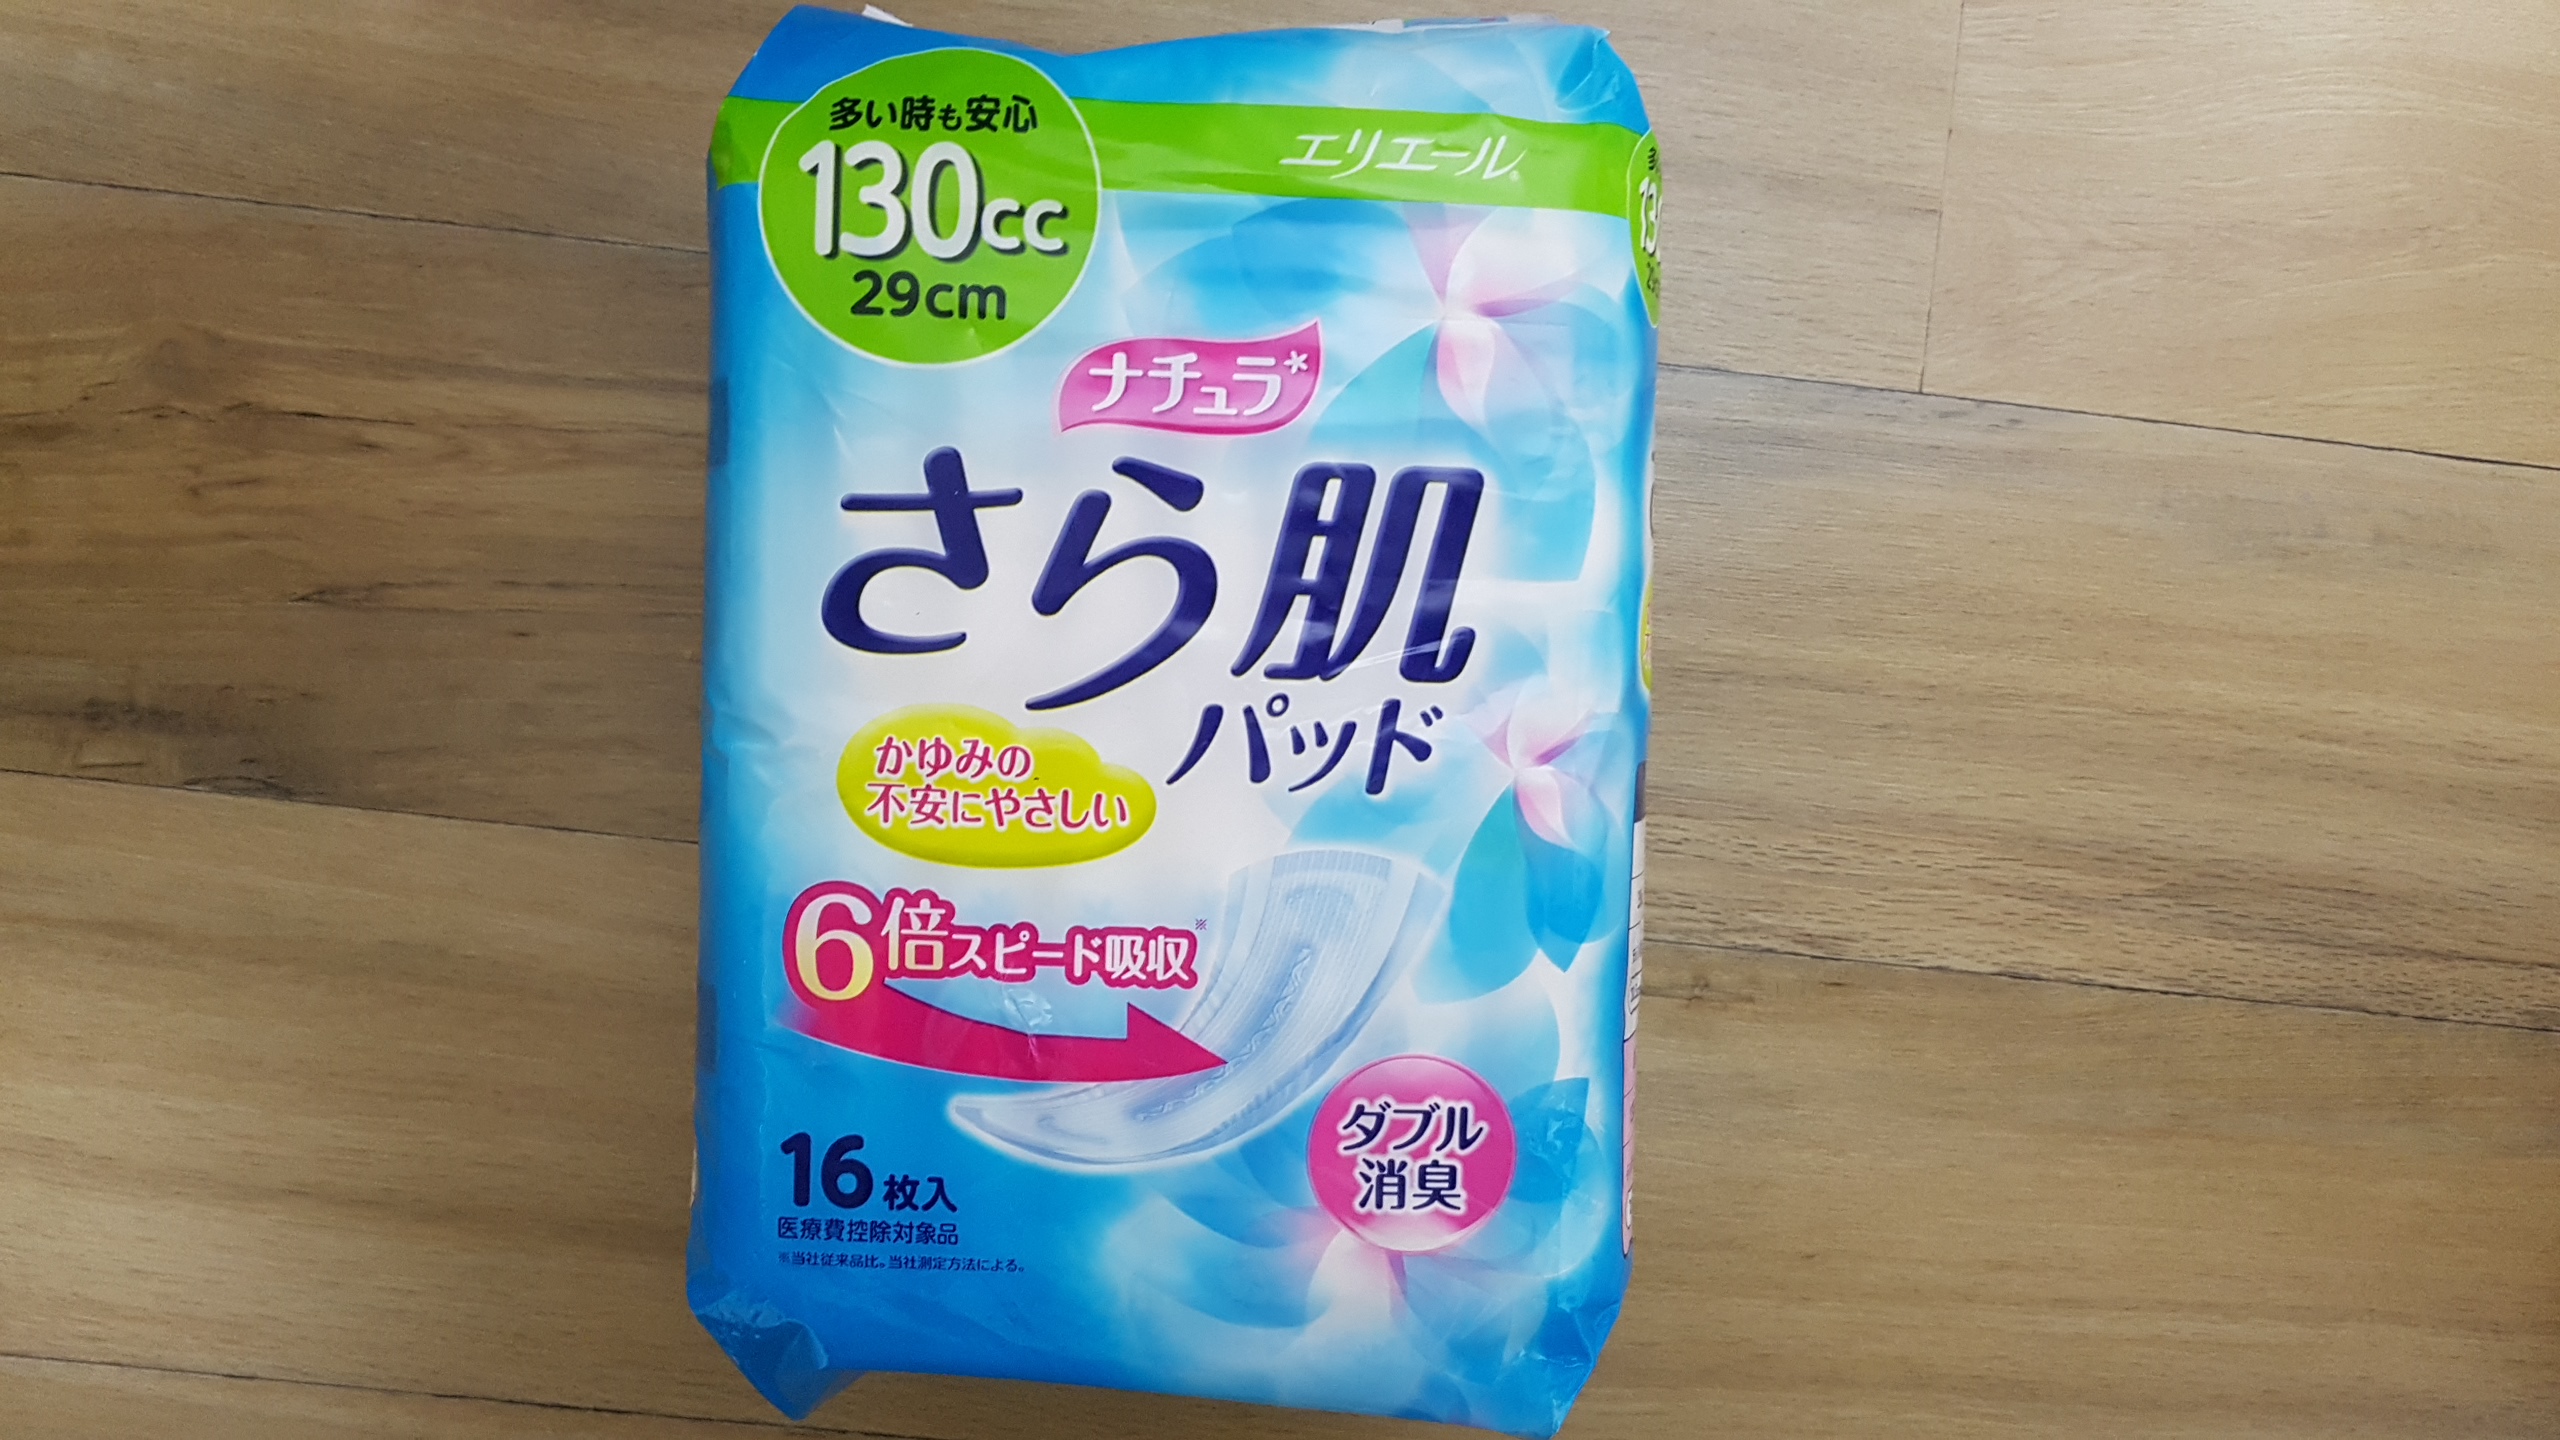 多い時も安心
130cc
29cm
エリエール
ナチュラ*
さら肌
パッド
かゆみの
不安にやさしい
6倍スピード吸収※
ダブル
消臭
16枚入
医療費控除対象品
※当社従来品比。当社測定方法による。